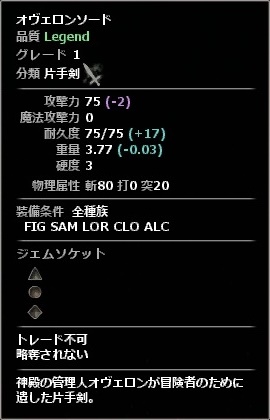 オヴェロンソード
品質 Legend
グレード 1
分類 片手剣
攻撃力 75 (-2)
魔法攻撃力 0
耐久度 75/75 (+17)
重量 3.77 (-0.03)
硬度 3
物理属性 斬80 打0 突20
装備条件 全種族
FIG SAM LOR CLO ALC
ジェムソケット
トレード不可
略奪されない
神殿の管理人オヴェロンが冒険者のために
遺した片手剣。